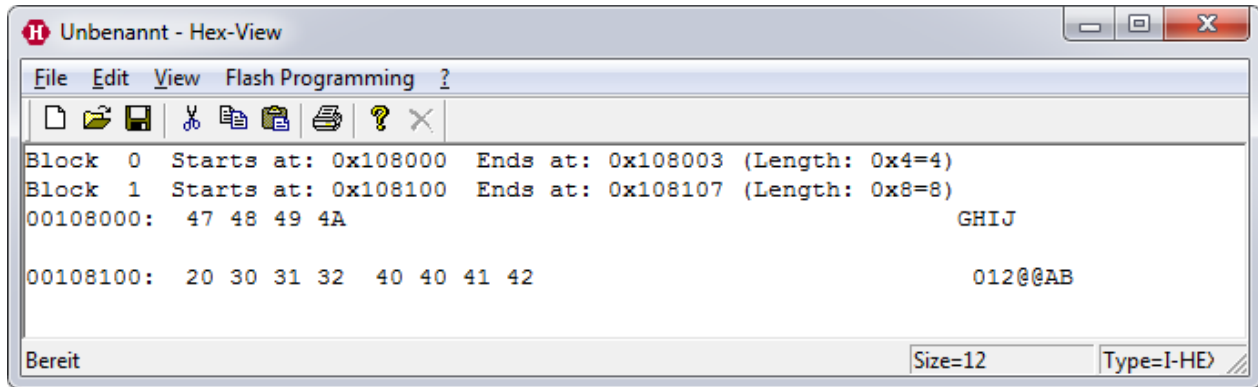 Unbenannt - Hex-View
File Edit View Flash Programming ?
Block 0 Starts at: 0x108000 Ends at: 0x108003 (Length: 0x4=4)
Block 1 Starts at: 0x108100 Ends at: 0x108107 (Length: 0x8=8)
00108000: 47 48 49 4A GHIJ
00108100: 20 30 31 32 40 40 41 42 012@@AB
Bereit Size=12 Type=I-HE